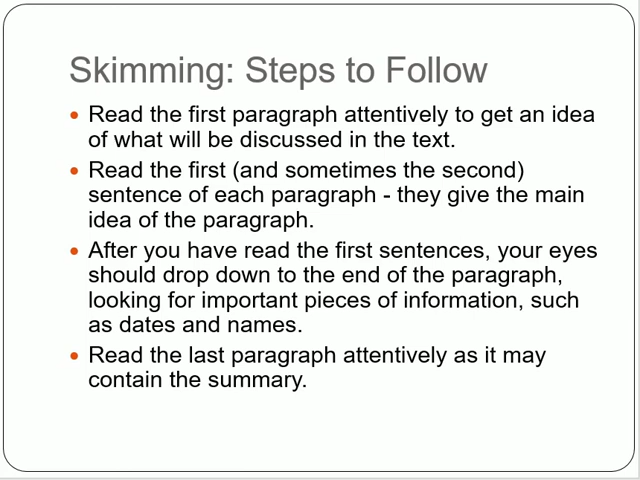 Skimming: Steps to Follow
• Read the first paragraph attentively to get an idea
of what will be discussed in the text.
• Read the first (and sometimes the second)
sentence of each paragraph - they give the main
idea of the paragraph.
• After you have read the first sentences, your eyes
should drop down to the end of the paragraph,
looking for important pieces of information, such
as dates and names.
• Read the last paragraph attentively as it may
contain the summary.